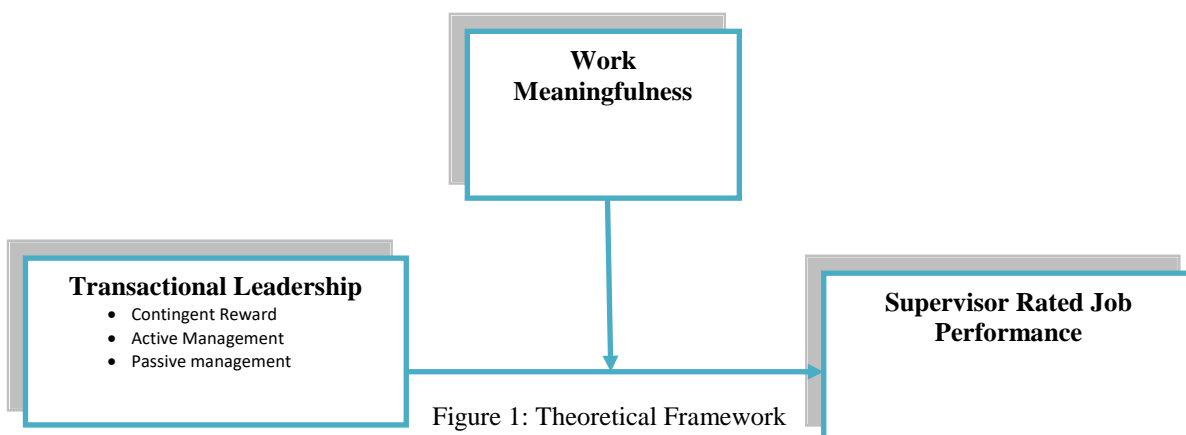 Work
Meaningfulness
Transactional Leadership
• Contingent Reward
• Active Management
• Passive management
Supervisor Rated Job
Performance
Figure 1: Theoretical Framework